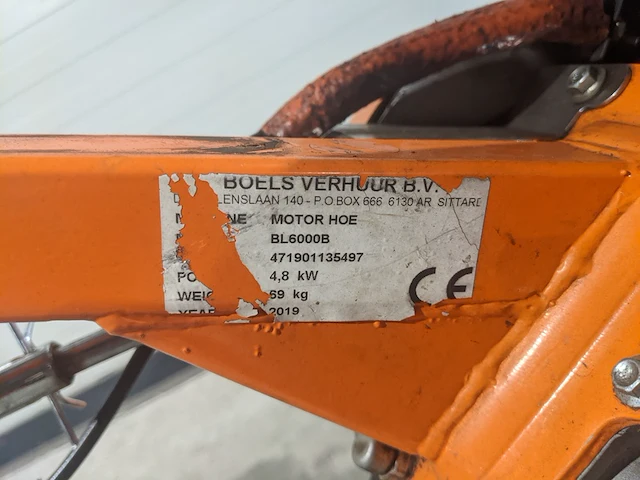 BOELS VERHUUR B.V.
LENSLAAN 140 - P.O.BOX 666 6130 AR SITTARD
MOTOR HOE
BL6000B
471901135497
4,8 kW
69 kg
2019
CE